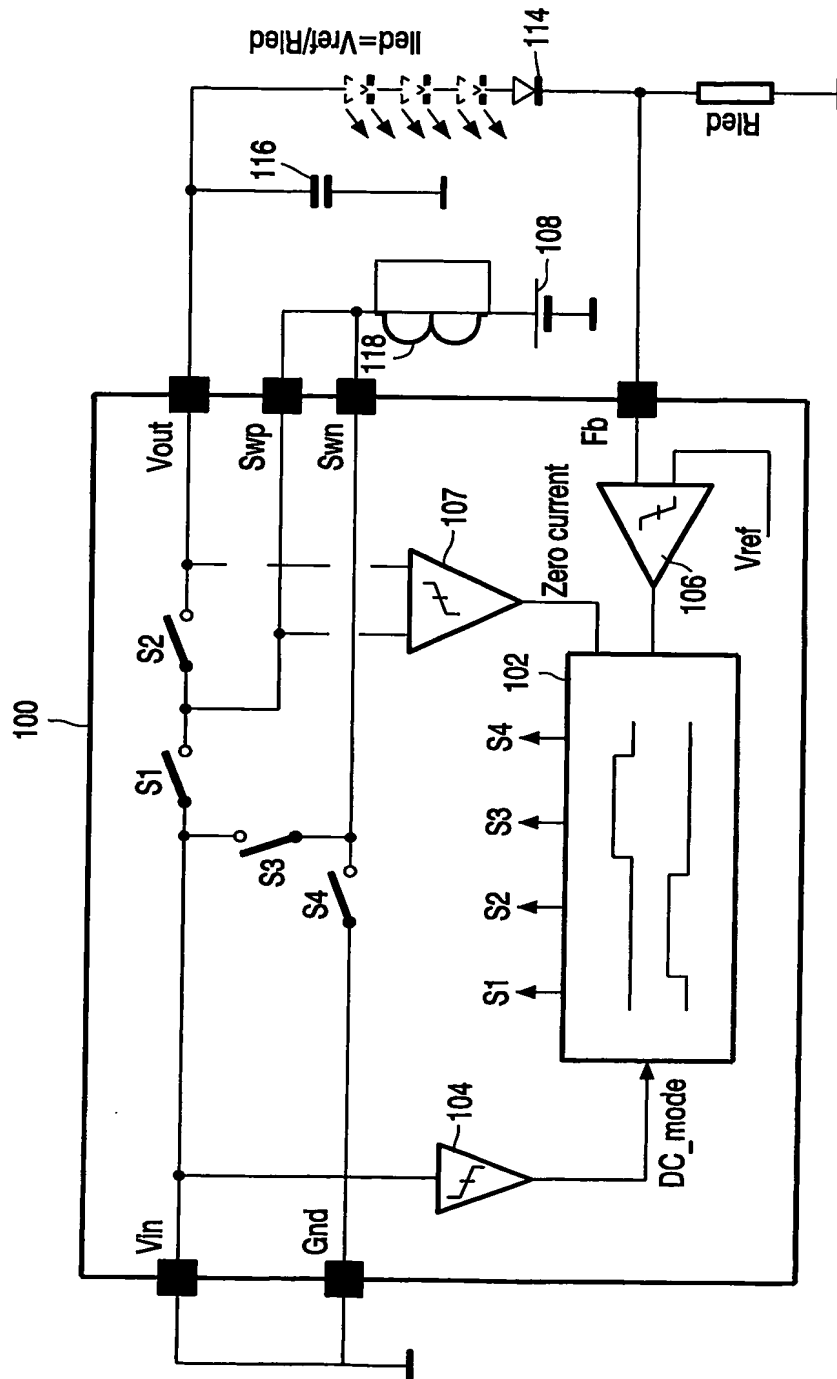 100
Vin
Gnd
S1
S2
S3
S4
Vout
Swp
Swn
116
Iled=Vref/Rled
114
118
108
104
107
Zero current
DC_mode
S1
S2
S3
S4
102
106
Fb
Vref
Rled